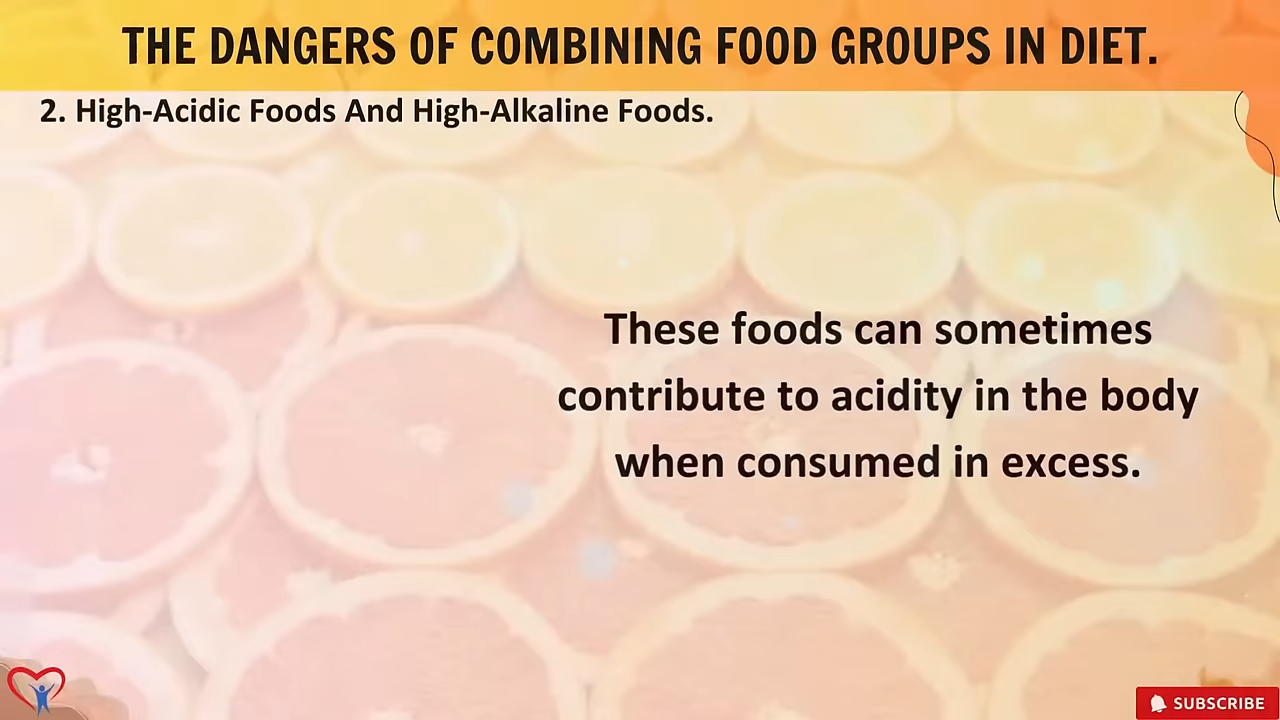 THE DANGERS OF COMBINING FOOD GROUPS IN DIET.
2. High-Acidic Foods And High-Alkaline Foods.
These foods can sometimes
contribute to acidity in the body
when consumed in excess.
SUBSCRIBE